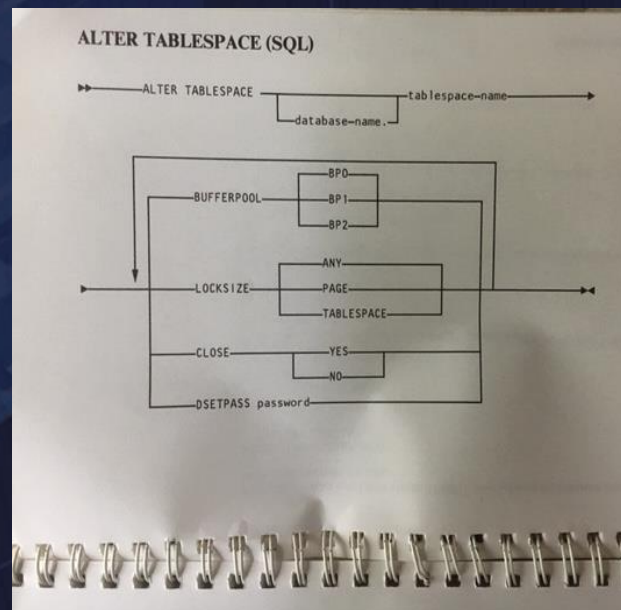 ALTER TABLESPACE (SQL)
ALTER TABLESPACE tablespace-name
database-name.
BP0
BUFFERPOOL BP1
BP2
ANY
LOCKSIZE PAGE
TABLESPACE
CLOSE YES
NO
DSETPASS password